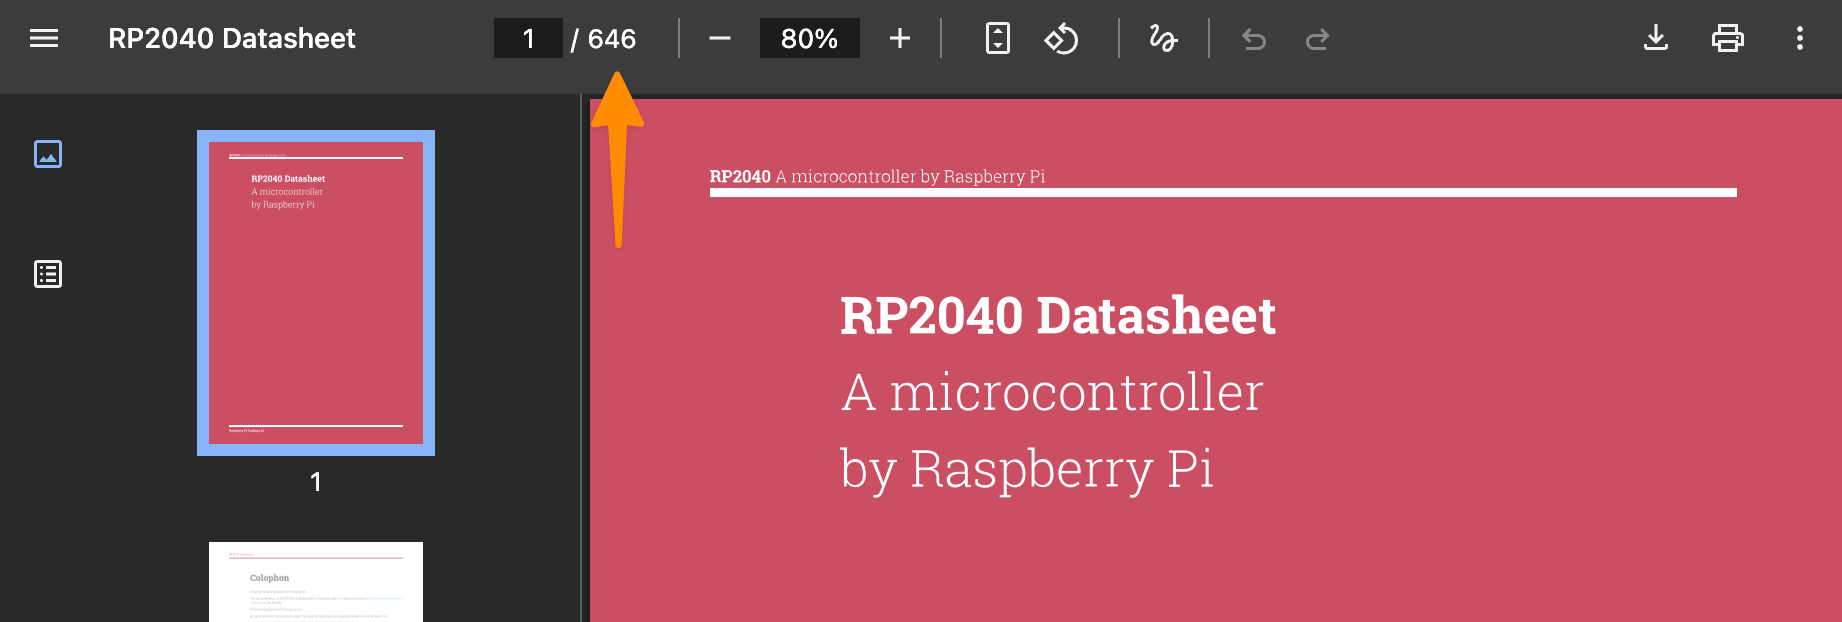 RP2040 Datasheet
1 / 646
80%
RP2040 Datasheet
A microcontroller
by Raspberry Pi
1
Colophon
RP2040 A microcontroller by Raspberry Pi
RP2040 Datasheet
A microcontroller
by Raspberry Pi